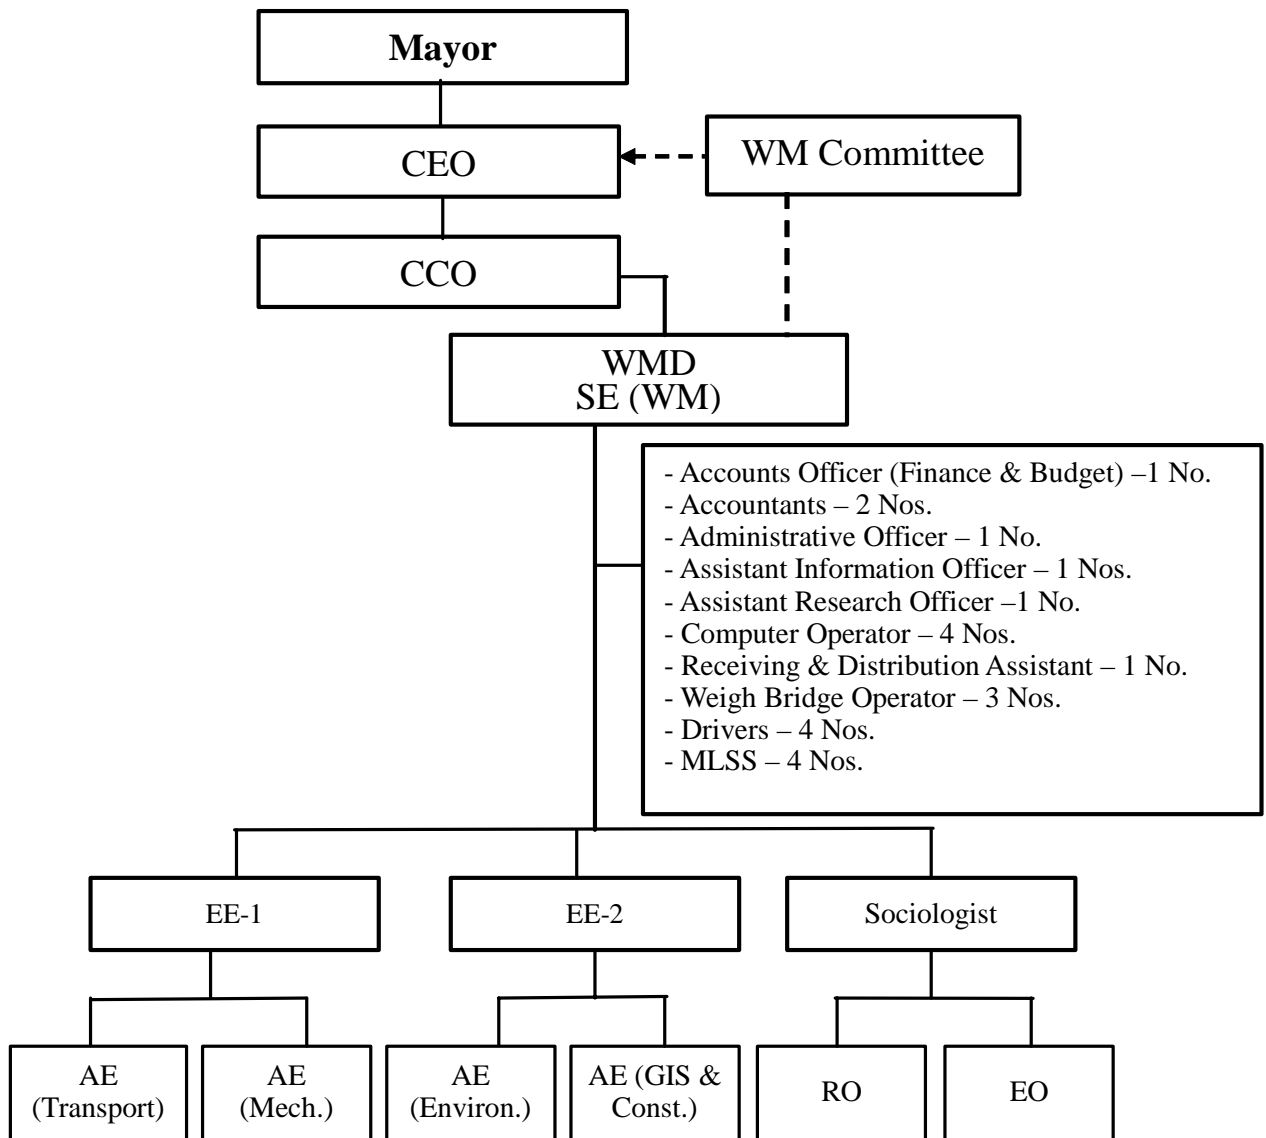 Mayor
CEO
WM Committee
CCO
WMD
SE (WM)
- Accounts Officer (Finance & Budget) –1 No.
- Accountants – 2 Nos.
- Administrative Officer – 1 No.
- Assistant Information Officer – 1 Nos.
- Assistant Research Officer –1 No.
- Computer Operator – 4 Nos.
- Receiving & Distribution Assistant – 1 No.
- Weigh Bridge Operator – 3 Nos.
- Drivers – 4 Nos.
- MLSS – 4 Nos.
EE-1
EE-2
Sociologist
AE
(Transport)
AE
(Mech.)
AE
(Environ.)
AE (GIS &
Const.)
RO
EO